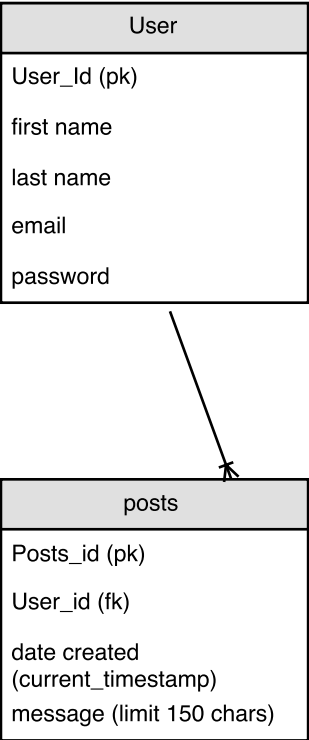 User
User_Id (pk)
first name
last name
email
password
posts
Posts_id (pk)
User_id (fk)
date created
(current_timestamp)
message (limit 150 chars)